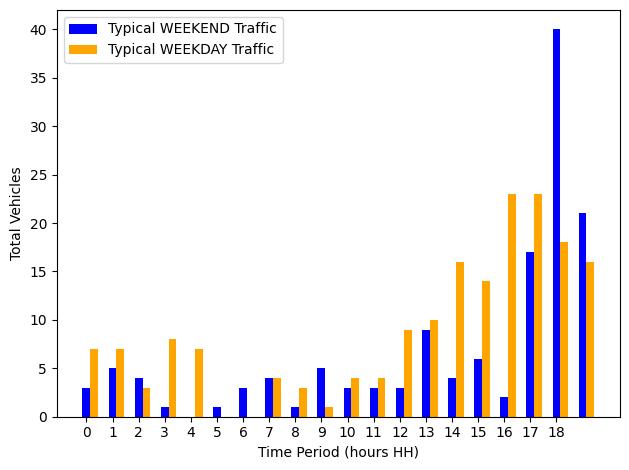 Typical WEEKEND Traffic
Typical WEEKDAY Traffic
40
35
30
25
20
15
10
5
0
Total Vehicles
0 1 2 3 4 5 6 7 8 9 10 11 12 13 14 15 16 17 18
Time Period (hours HH)